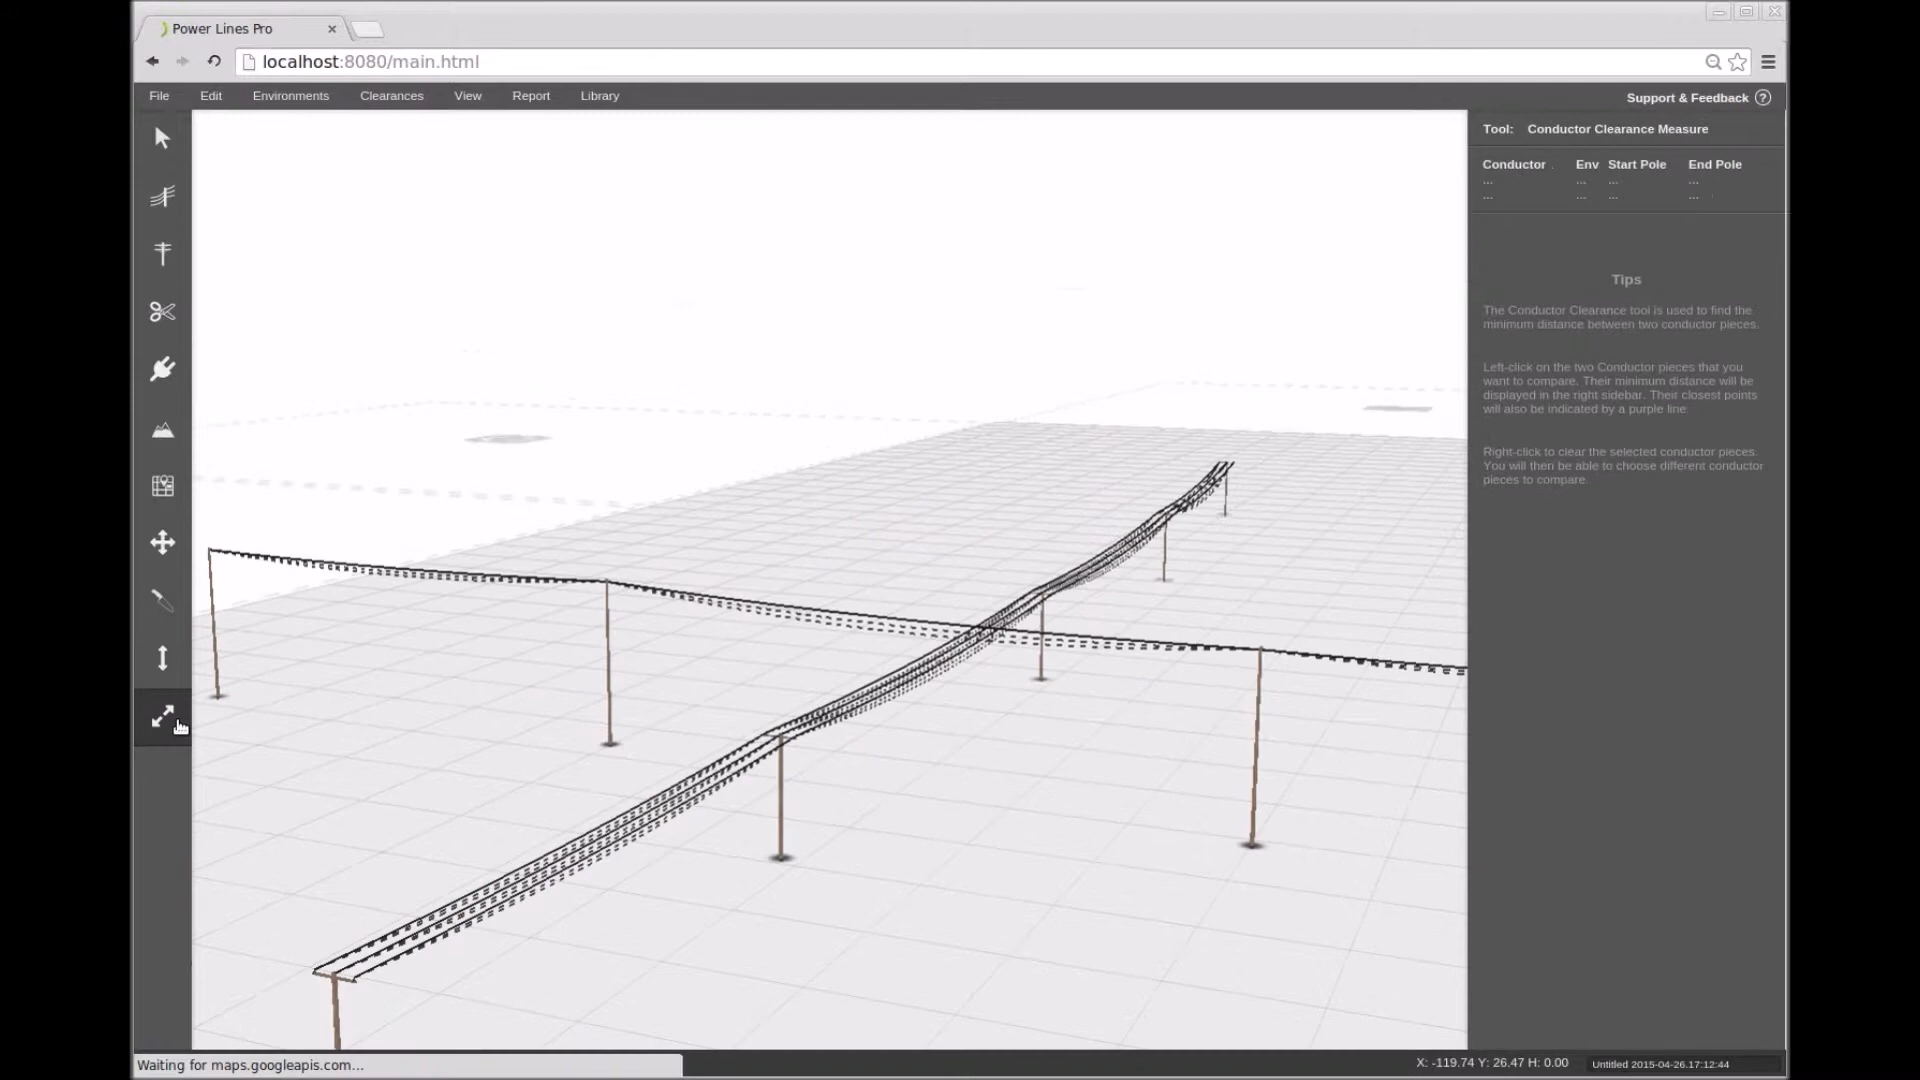 Power Lines Pro
localhost:8080/main.html
File Edit Environments Clearances View Report Library
Support & Feedback ?
Tool: Conductor Clearance Measure
Conductor Env Start Pole End Pole
... ... ... ...
... ... ... ...
Tips
The Conductor Clearance tool is used to find the
minimum distance between two conductor pieces.
Left-click on the two Conductor pieces that you
want to compare. Their minimum distance will be
displayed in the right sidebar. Their closest points
will also be indicated by a purple line.
Right-click to clear the selected conductor pieces.
You will then be able to choose different conductor
pieces to compare.
Waiting for maps.googleapis.com...
X: -119.74 Y: 26.47 H: 0.00
Untitled 2015-04-26.17:12:44